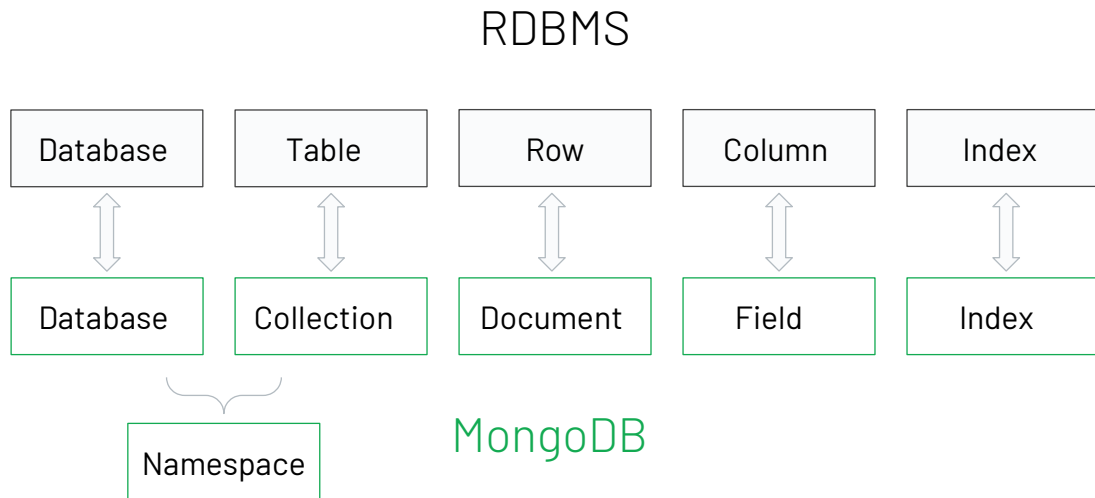 RDBMS
Database Table Row Column Index
Database Collection Document Field Index
MongoDB
Namespace